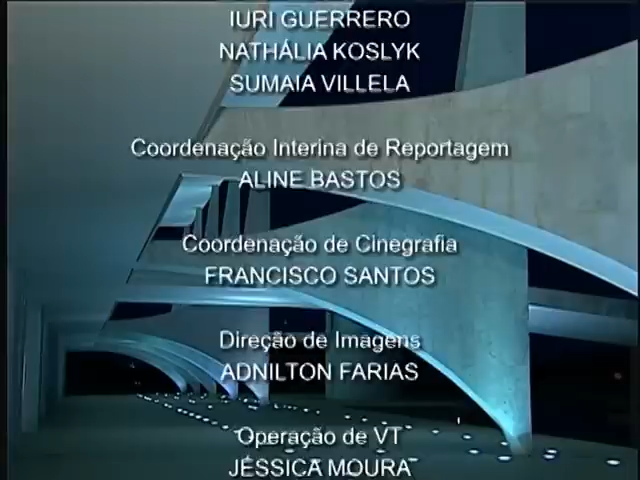 IURI GUERRERO
NATHÁLIA KOSLYK
SUMAIA VILLELA
Coordenação Interina de Reportagem
ALINE BASTOS
Coordenação de Cinegrafia
FRANCISCO SANTOS
Direção de Imagens
ADNILTON FARIAS
Operação de VT
JÉSSICA MOURA